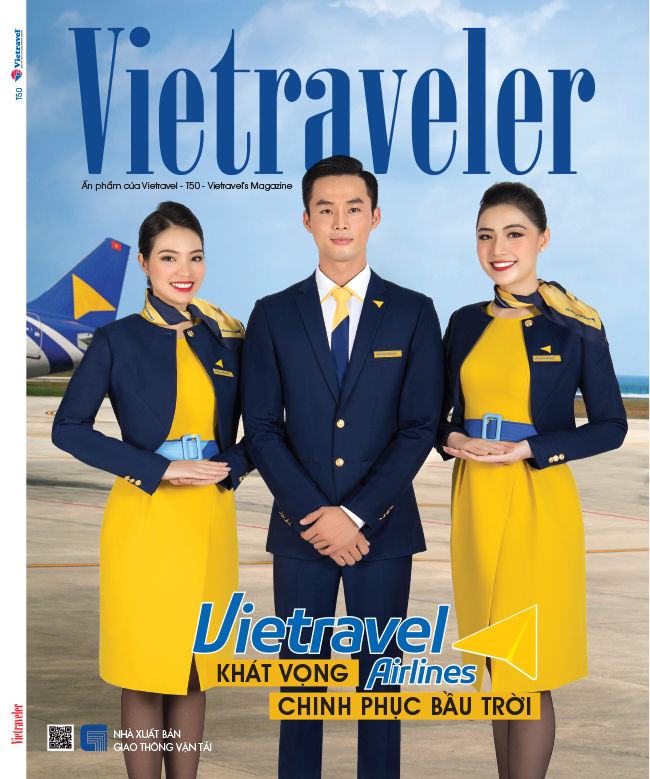 Vietravel
T50
Vietraveler
Ấn phẩm của Vietravel - T50 - Vietravel's Magazine
Vietravel
Airlines
KHÁT VỌNG
CHINH PHỤC BẦU TRỜI
Vietraveler
NHÀ XUẤT BẢN
GIAO THÔNG VẬN TẢI